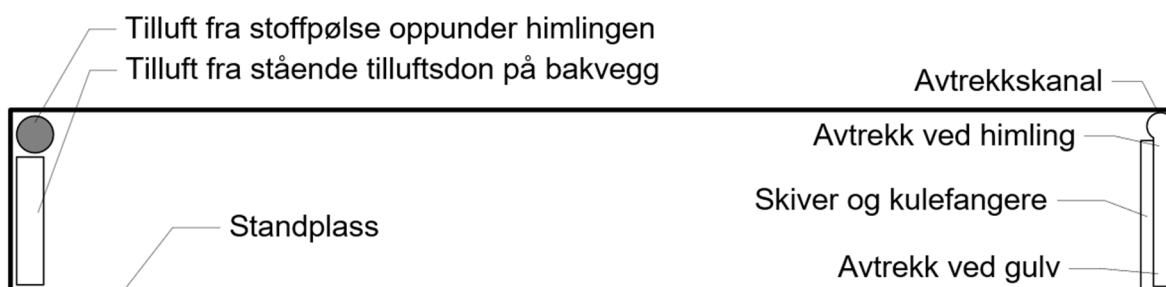 Tilluft fra stoffpølse oppunder himlingen
Tilluft fra stående tilluftsdon på bakvegg
Avtrekkskanal
Avtrekk ved himling
Skiver og kulefangere
Standplass
Avtrekk ved gulv